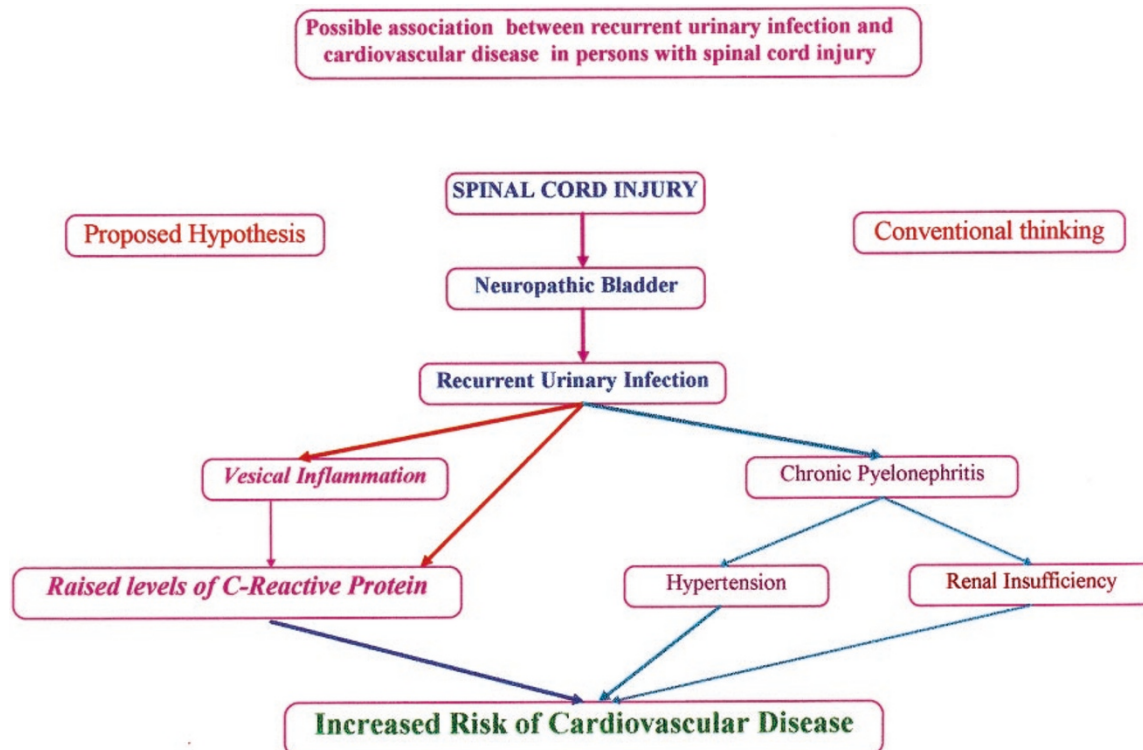 Possible association between recurrent urinary infection and
cardiovascular disease in persons with spinal cord injury
SPINAL CORD INJURY
Proposed Hypothesis
Conventional thinking
Neuropathic Bladder
Recurrent Urinary Infection
Vesical Inflammation
Chronic Pyelonephritis
Raised levels of C-Reactive Protein
Hypertension
Renal Insufficiency
Increased Risk of Cardiovascular Disease